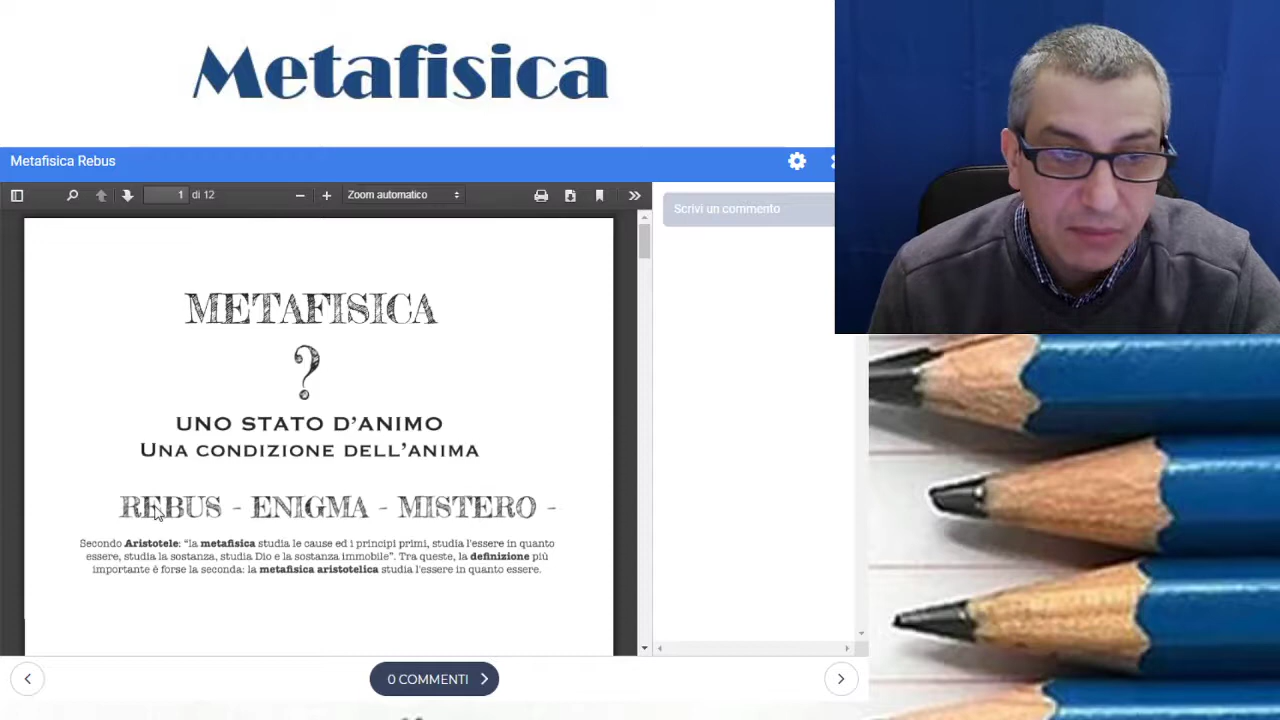 Metafisica
Metafisica Rebus
1 di 12
Zoom automatico
Scrivi un commento
METAFISICA
?
UNO STATO D'ANIMO
UNA CONDIZIONE DELL'ANIMA
REBUS - ENIGMA - MISTERO -
Secondo Aristotele: “la metafisica studia le cause ed i principi primi, studia l'essere in quanto
essere, studia la sostanza, studia Dio e la sostanza immobile”. Tra queste, la definizione più
importante è forse la seconda: la metafisica aristotelica studia l'essere in quanto essere.
0 COMMENTI